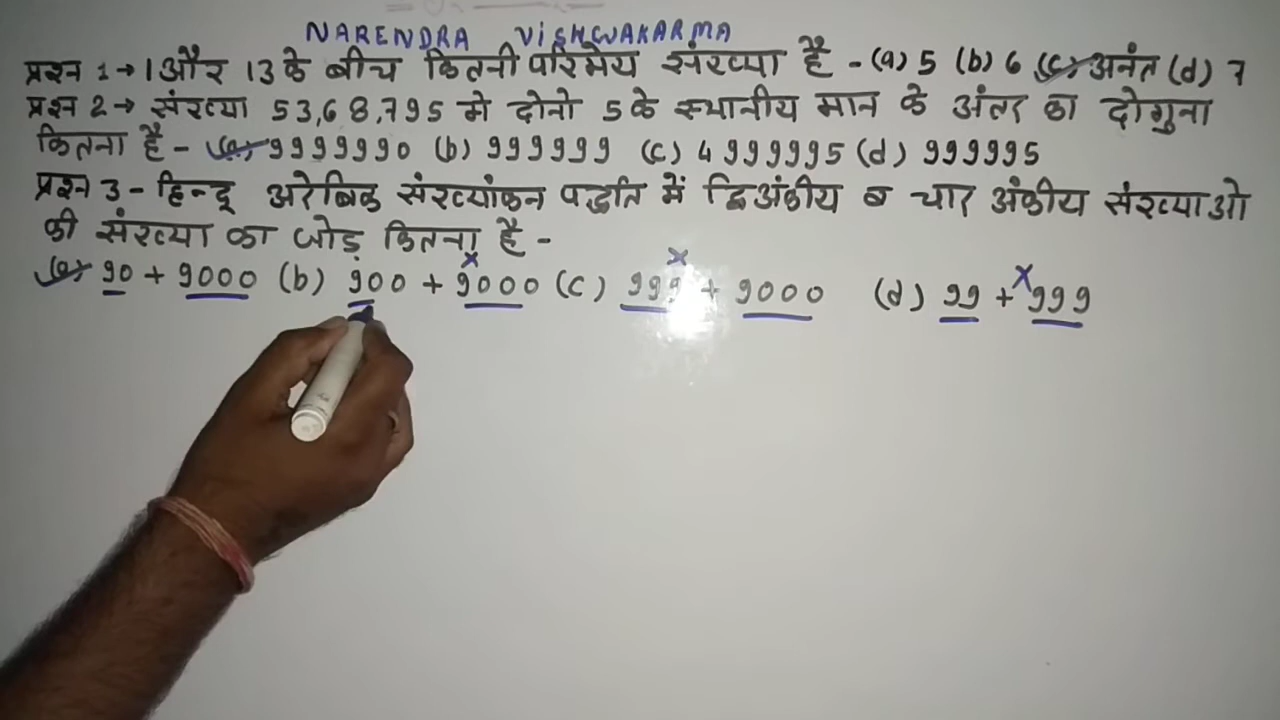 NARENDRA VISHWAKARMA
प्रश्न 1→ 1 और 13 के बीच कितनी परिमेय संख्या है - (a) 5 (b) 6 (c) अनंत (d) 7
प्रश्न 2→ संख्या 53,68,795 मे दोनो 5 के स्थानीय मान के अंतर का दोगुना
कितना है - (a) 9999990 (b) 999999 (c) 4999995 (d) 999995
प्रश्न 3 - हिन्दू अरेबिक संख्यांकन पद्धति में द्विअंकीय व चार अंकीय संख्याओ
की संख्या का जोड़ कितना है -
(a) 90 + 9000 (b) 900 + 9000 (c) 999 + 9000 (d) 99 + 999